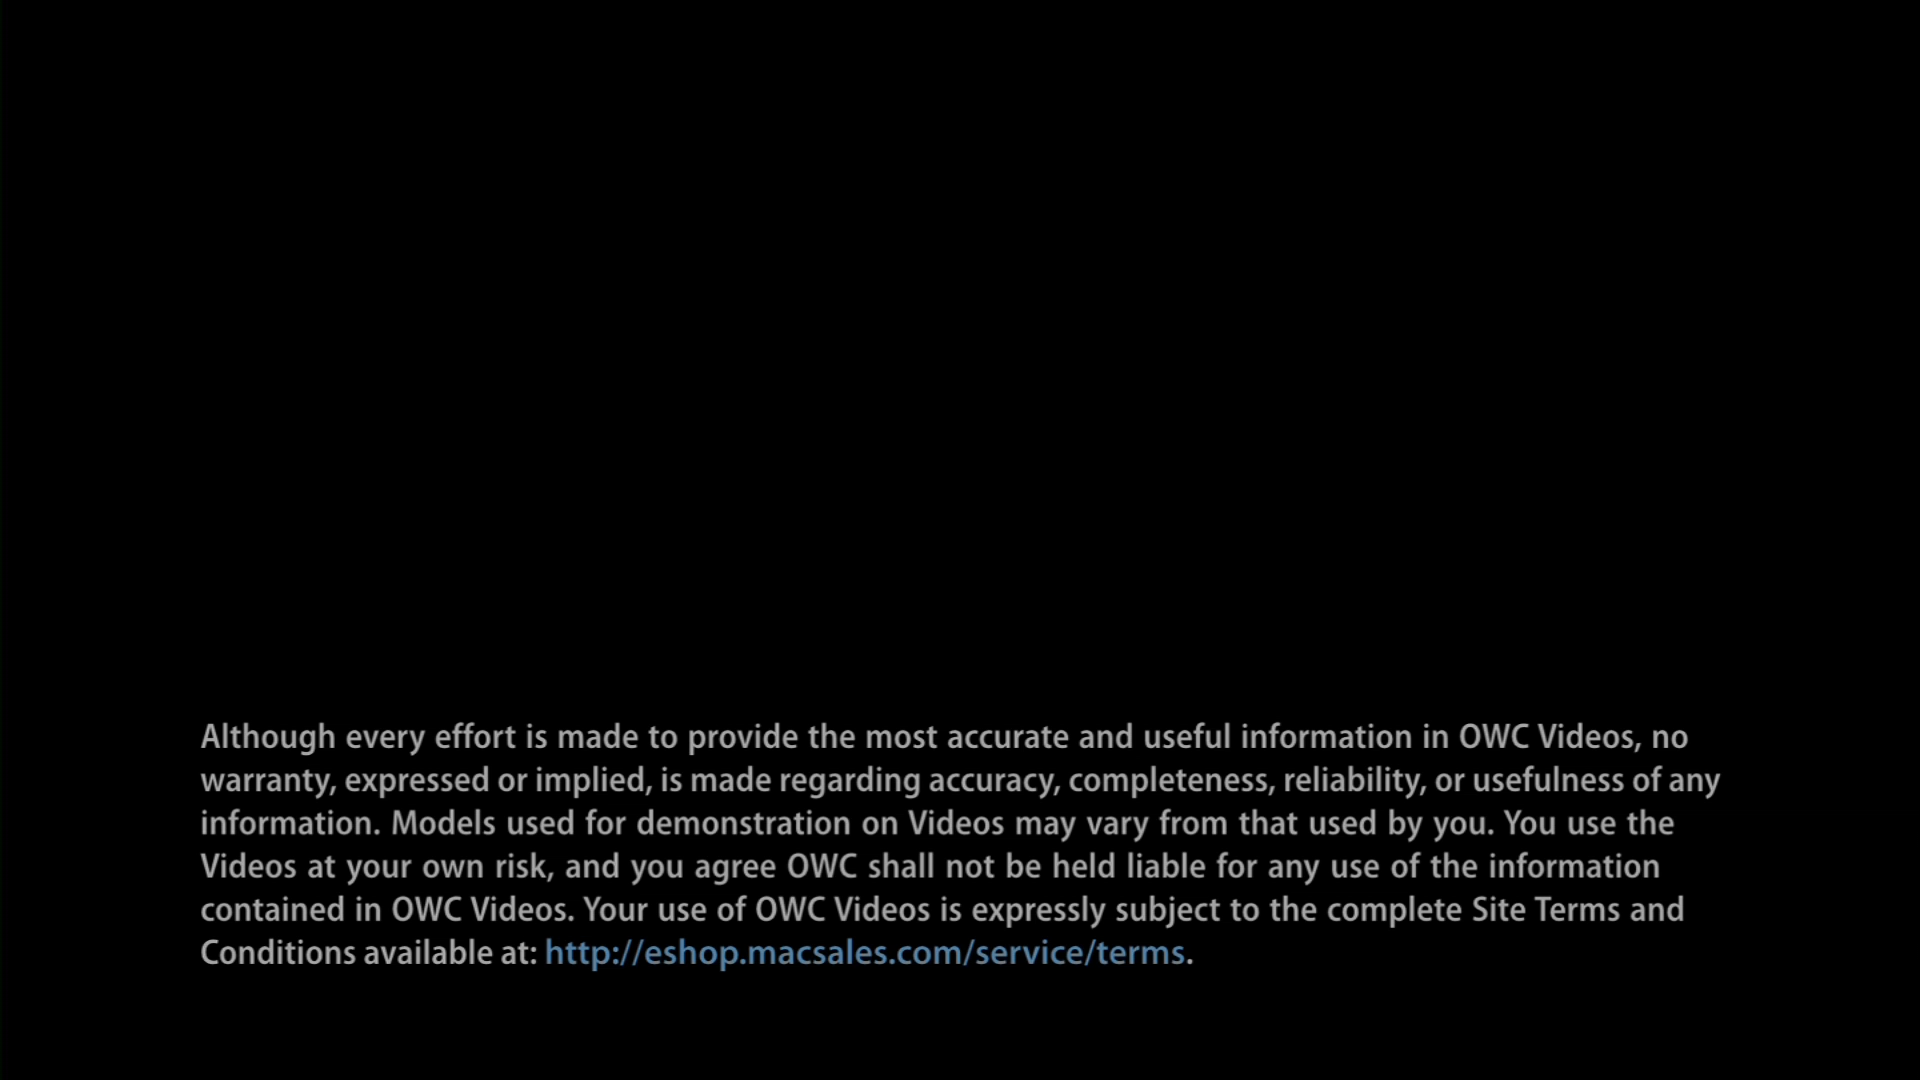 Although every effort is made to provide the most accurate and useful information in OWC Videos, no
warranty, expressed or implied, is made regarding accuracy, completeness, reliability, or usefulness of any
information. Models used for demonstration on Videos may vary from that used by you. You use the
Videos at your own risk, and you agree OWC shall not be held liable for any use of the information
contained in OWC Videos. Your use of OWC Videos is expressly subject to the complete Site Terms and
Conditions available at: http://eshop.macsales.com/service/terms.